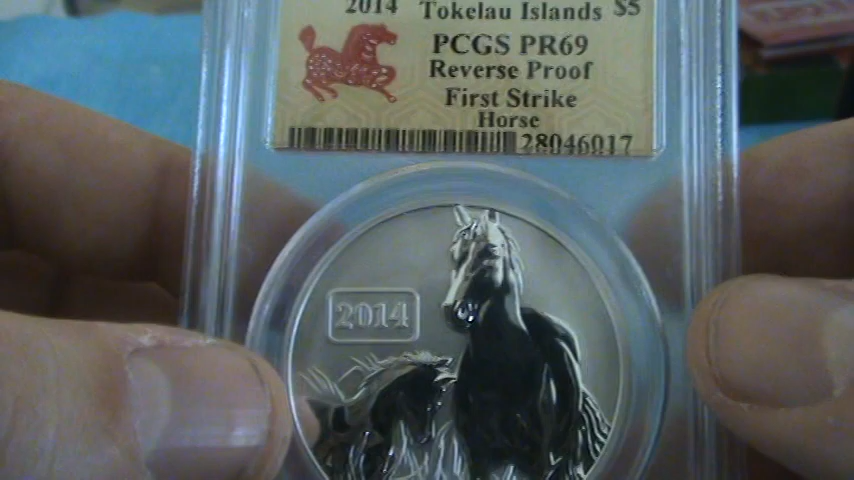 2014 Tokelau Islands $5
PCGS PR69
Reverse Proof
First Strike
Horse
28046017
2014